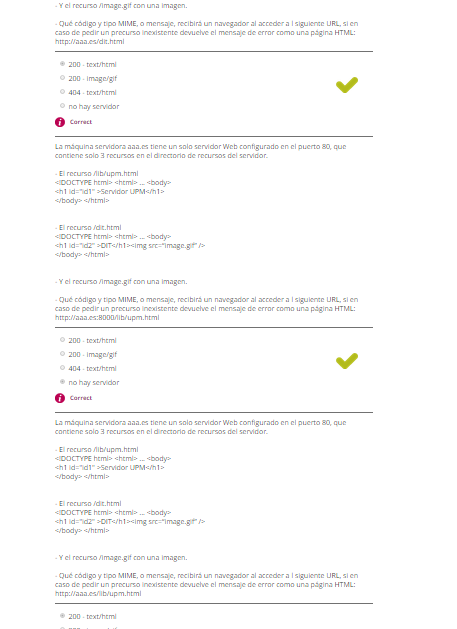 - Y el recurso /image.gif con una imagen.
- Qué código y tipo MIME, o mensaje, recibirá un navegador al acceder a l siguiente URL, si en
caso de pedir un precurso inexistente devuelve el mensaje de error como una página HTML:
http://aaa.es/dit.html
200 - text/html
200 - image/gif
404 - text/html
no hay servidor
Correct
La máquina servidora aaa.es tiene un solo servidor Web configurado en el puerto 80, que
contiene solo 3 recursos en el directorio de recursos del servidor.
- El recurso /lib/upm.html
<!DOCTYPE html> <html> ... <body>
<h1 id="id1" >Servidor UPM</h1>
</body> </html>
- El recurso /dit.html
<!DOCTYPE html> <html> ... <body>
<h1 id="id2" >DIT</h1><img src="image.gif" />
</body> </html>
- Y el recurso /image.gif con una imagen.
- Qué código y tipo MIME, o mensaje, recibirá un navegador al acceder a l siguiente URL, si en
caso de pedir un precurso inexistente devuelve el mensaje de error como una página HTML:
http://aaa.es:8000/lib/upm.html
200 - text/html
200 - image/gif
404 - text/html
no hay servidor
Correct
La máquina servidora aaa.es tiene un solo servidor Web configurado en el puerto 80, que
contiene solo 3 recursos en el directorio de recursos del servidor.
- El recurso /lib/upm.html
<!DOCTYPE html> <html> ... <body>
<h1 id="id1" >Servidor UPM</h1>
</body> </html>
- El recurso /dit.html
<!DOCTYPE html> <html> ... <body>
<h1 id="id2" >DIT</h1><img src="image.gif" />
</body> </html>
- Y el recurso /image.gif con una imagen.
- Qué código y tipo MIME, o mensaje, recibirá un navegador al acceder a l siguiente URL, si en
caso de pedir un precurso inexistente devuelve el mensaje de error como una página HTML:
http://aaa.es/lib/upm.html
200 - text/html